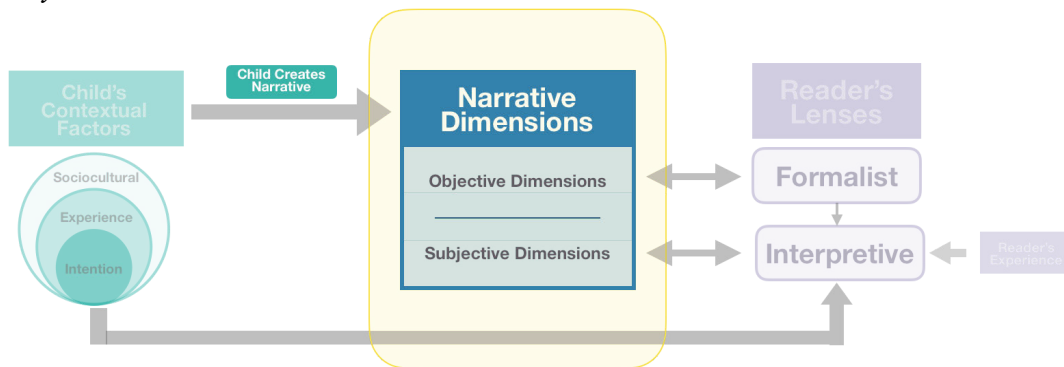 Child's
Contextual
Factors
Sociocultural
Experience
Intention
Child Creates
Narrative
Narrative
Dimensions
Objective Dimensions
Subjective Dimensions
Reader's
Lenses
Formalist
Interpretive
Reader's
Experience